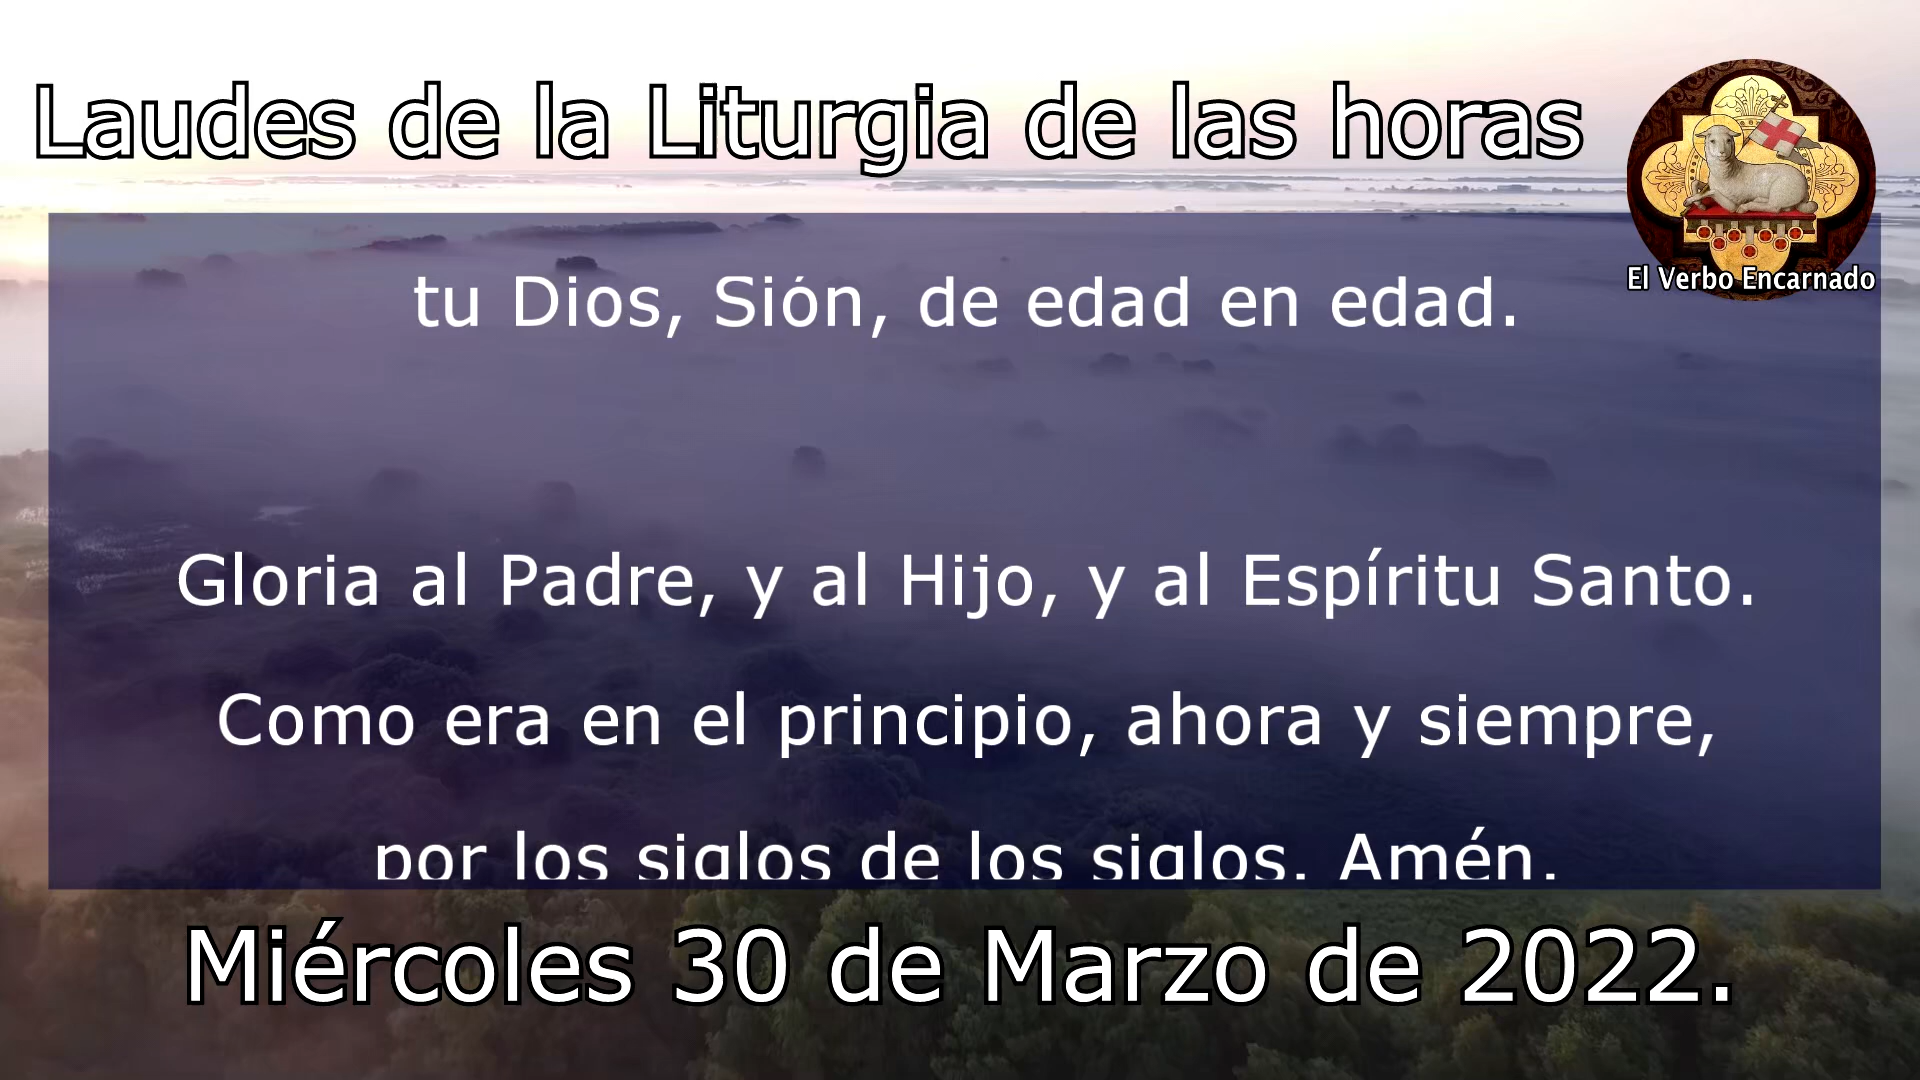 Laudes de la Liturgia de las horas
El Verbo Encarnado
tu Dios, Sión, de edad en edad.
Gloria al Padre, y al Hijo, y al Espíritu Santo.
Como era en el principio, ahora y siempre,
por los siglos de los siglos. Amén.
Miércoles 30 de Marzo de 2022.